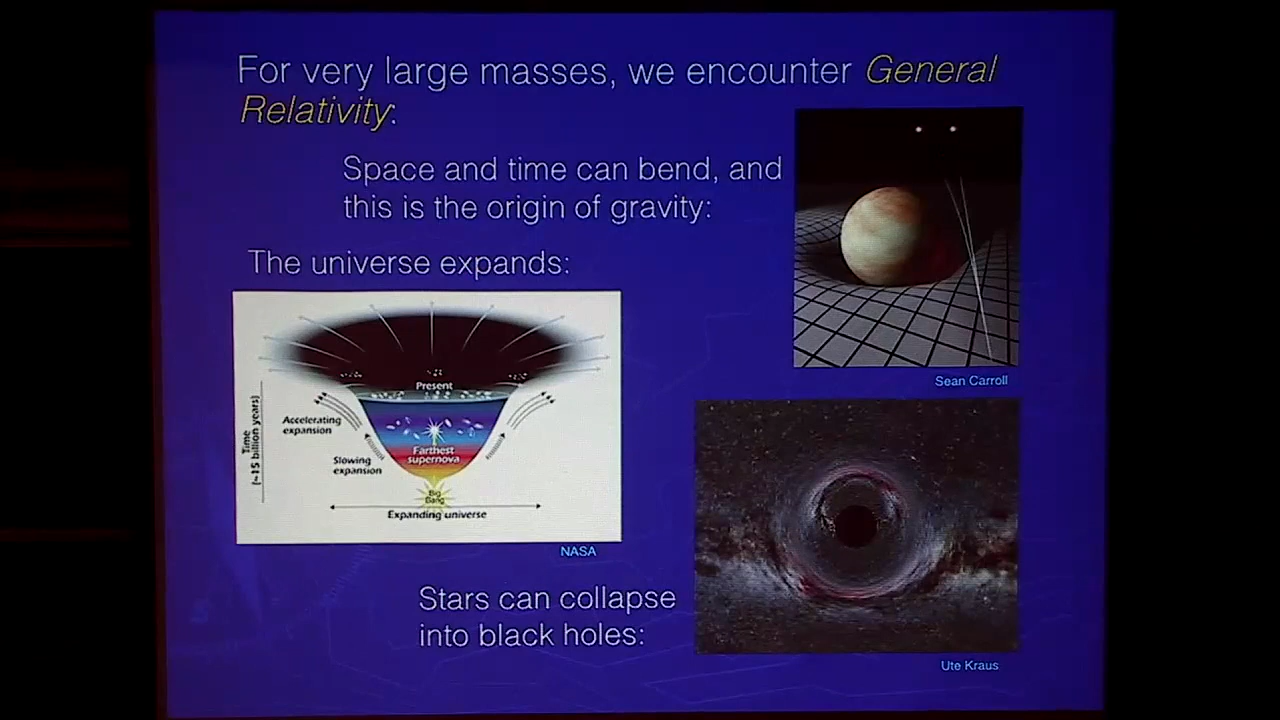 For very large masses, we encounter General
Relativity:
Space and time can bend, and
this is the origin of gravity:
Sean Carroll
The universe expands:
Present
Accelerating
expansion
Farthest
supernova
Slowing
expansion
Time
(~15 billion years)
Big
Bang
Expanding universe
NASA
Stars can collapse
into black holes:
Ute Kraus